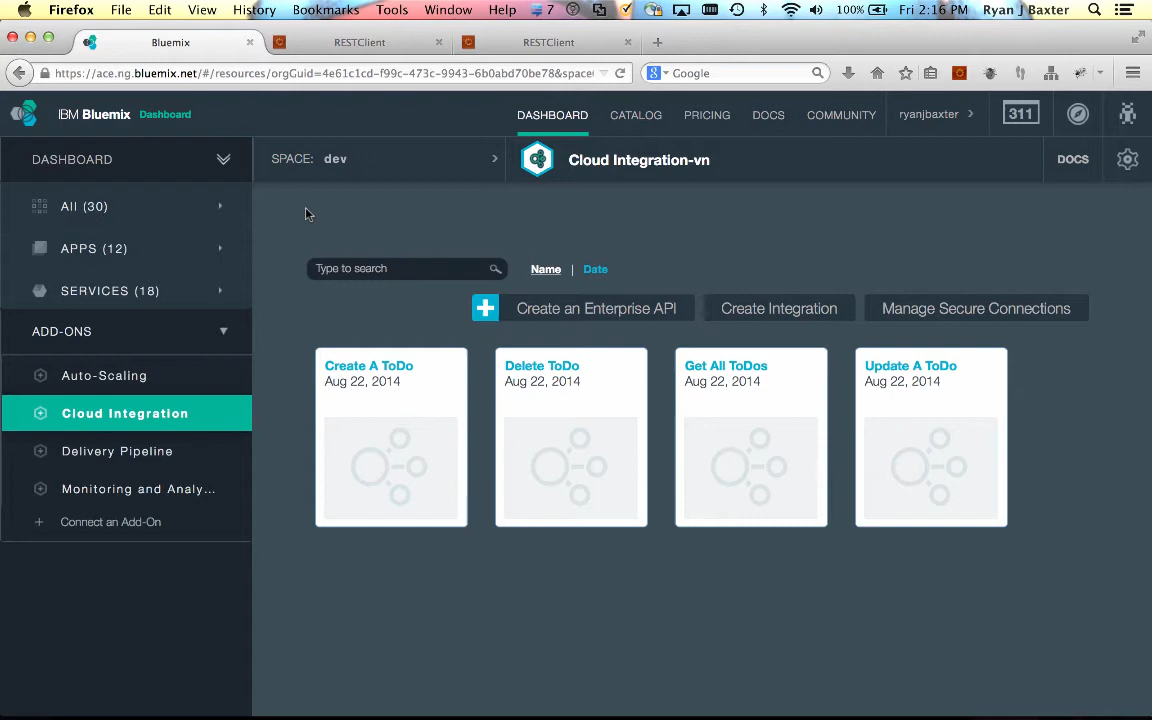 Firefox File Edit View History Bookmarks Tools Window Help 7 100% Fri 2:16 PM Ryan J Baxter
Bluemix RESTClient RESTClient
https://ace.ng.bluemix.net/#/resources/orgGuid=4e61c1cd-f99c-473c-9943-6b0abd70be78&space Google
IBM Bluemix Dashboard DASHBOARD CATALOG PRICING DOCS COMMUNITY ryanjbaxter 311
DASHBOARD SPACE: dev Cloud Integration-vn DOCS
All (30)
APPS (12)
SERVICES (18)
ADD-ONS
Auto-Scaling
Cloud Integration
Delivery Pipeline
Monitoring and Analy...
Connect an Add-On
Type to search Name | Date
Create an Enterprise API Create Integration Manage Secure Connections
Create A ToDo Delete ToDo Get All ToDos Update A ToDo
Aug 22, 2014 Aug 22, 2014 Aug 22, 2014 Aug 22, 2014